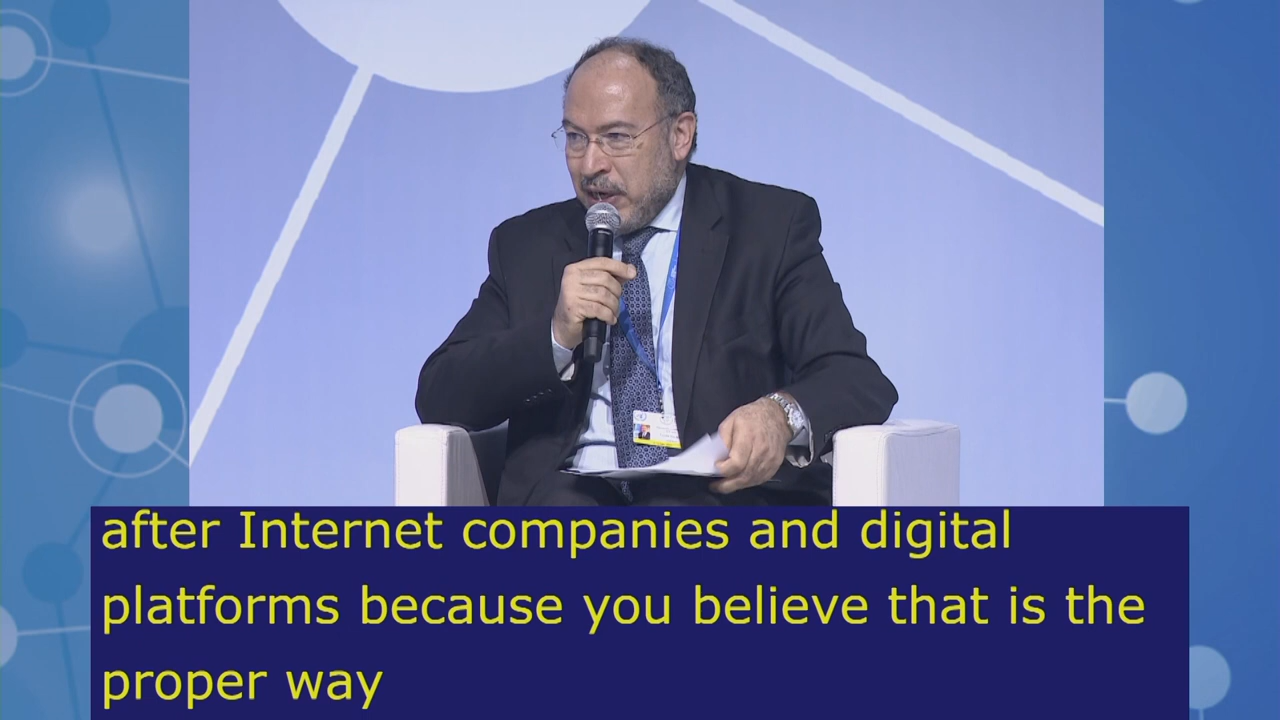 after Internet companies and digital
platforms because you believe that is the
proper way